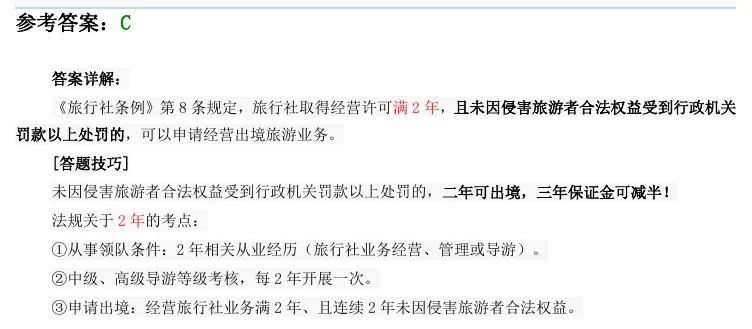 参考答案：C
答案详解：
《旅行社条例》第 8 条规定，旅行社取得经营许可满 2 年，且未因侵害旅游者合法权益受到行政机关
罚款以上处罚的，可以申请经营出境旅游业务。
[答题技巧]
未因侵害旅游者合法权益受到行政机关罚款以上处罚的，二年可出境，三年保证金可减半！
法规关于 2 年的考点：
①从事领队条件：2 年相关从业经历（旅行社业务经营、管理或导游）。
②中级、高级导游等级考核，每 2 年开展一次。
③申请出境：经营旅行社业务满 2 年、且连续 2 年未因侵害旅游者合法权益。